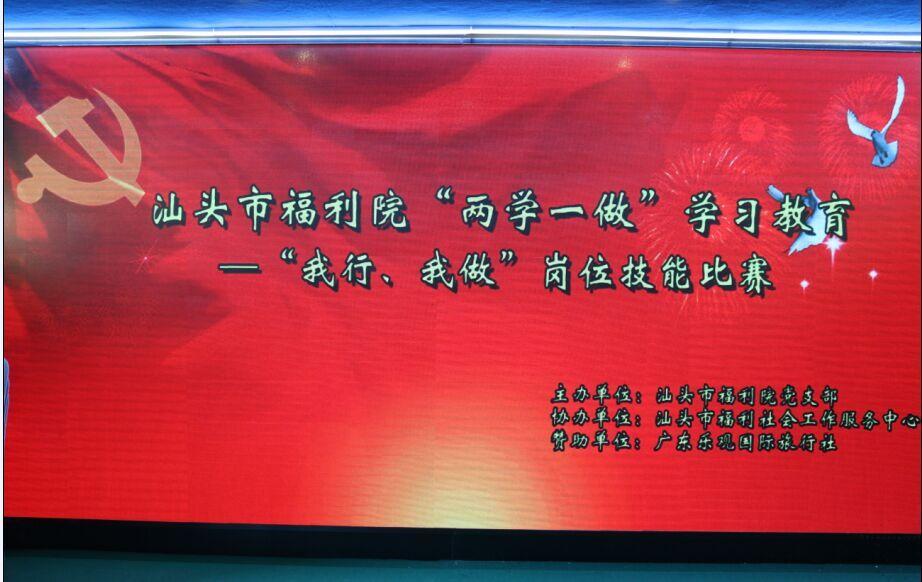 汕头市福利院“两学一做”学习教育
—“我行、我做”岗位技能比赛
主办单位：汕头市福利院党支部
协办单位：汕头市福利社会工作服务中心
赞助单位：广东乐观国际旅行社